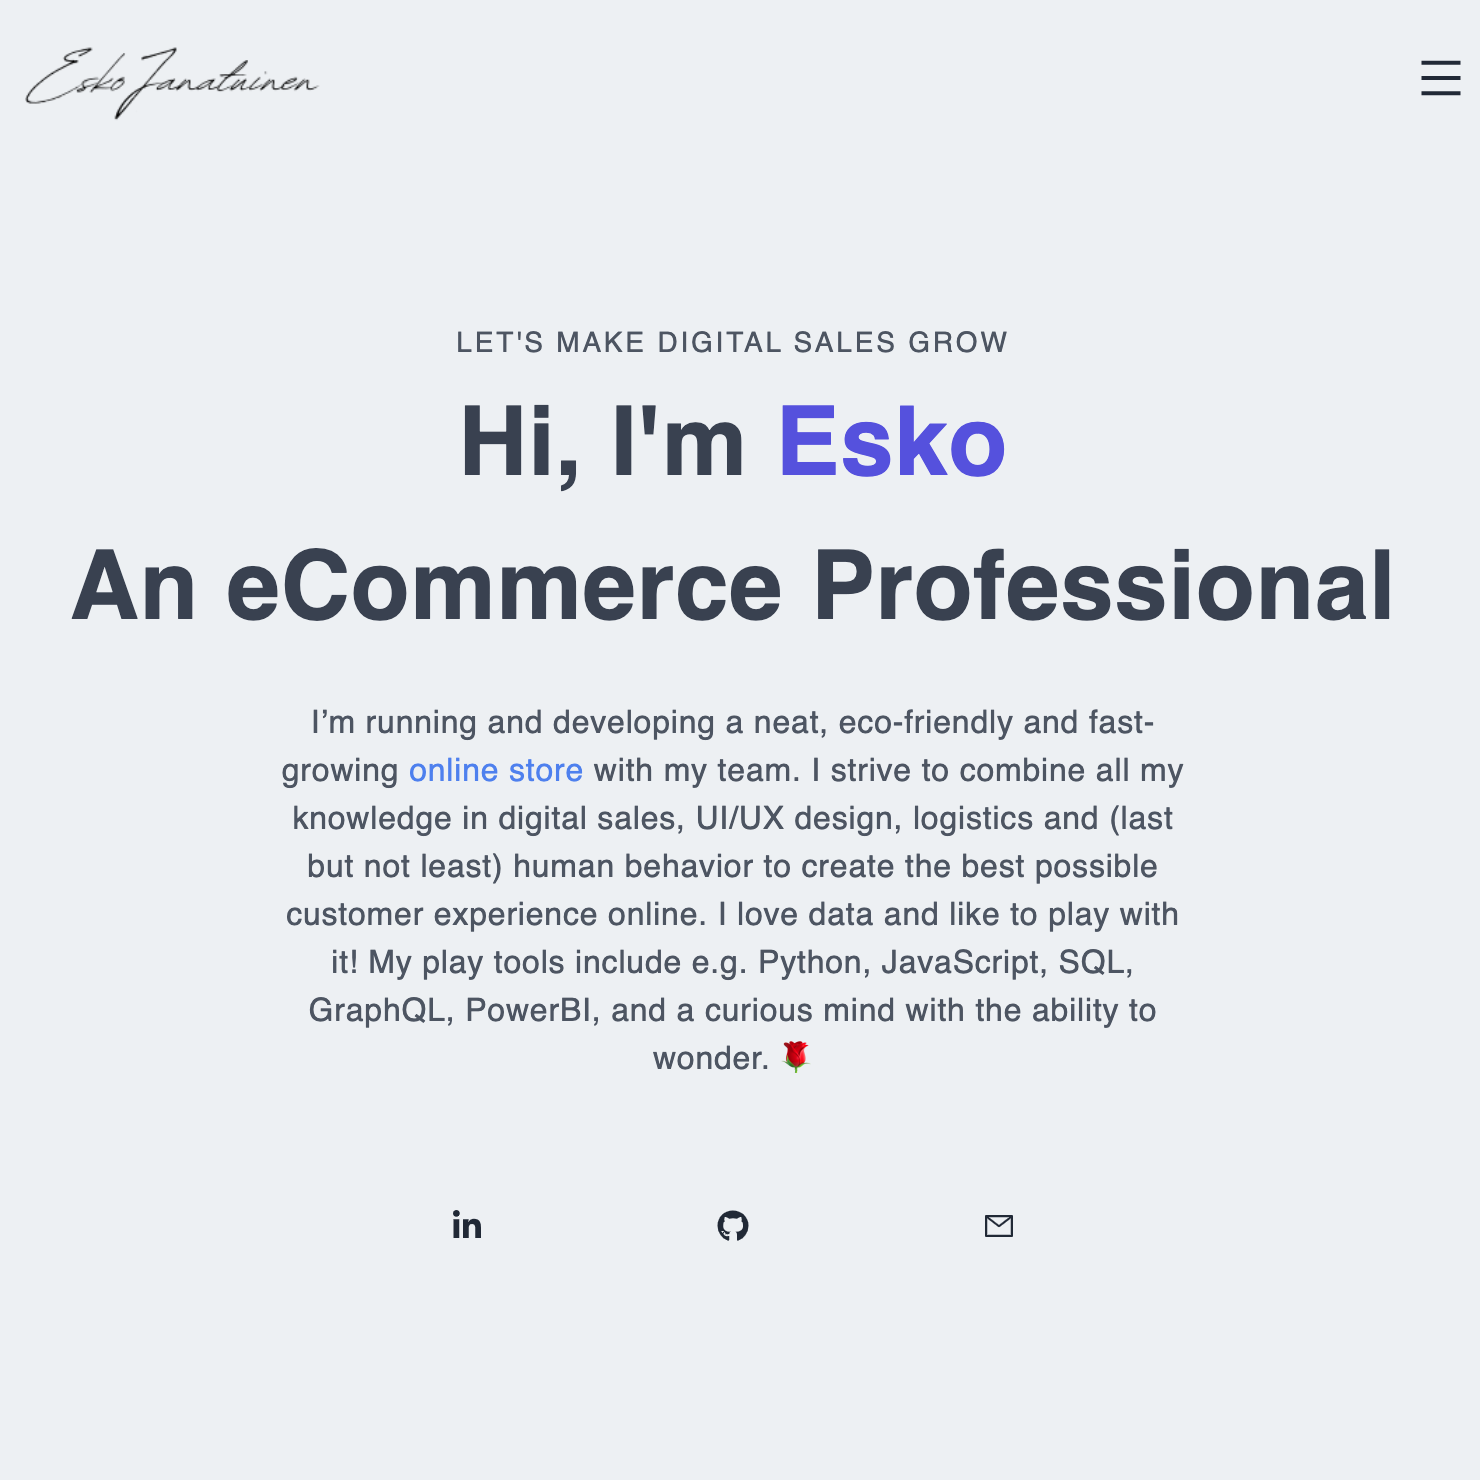 Esko Janatuinen
LET'S MAKE DIGITAL SALES GROW
Hi, I'm Esko
An eCommerce Professional
I’m running and developing a neat, eco-friendly and fast-
growing online store with my team. I strive to combine all my
knowledge in digital sales, UI/UX design, logistics and (last
but not least) human behavior to create the best possible
customer experience online. I love data and like to play with
it! My play tools include e.g. Python, JavaScript, SQL,
GraphQL, PowerBI, and a curious mind with the ability to
wonder. 🌹
in